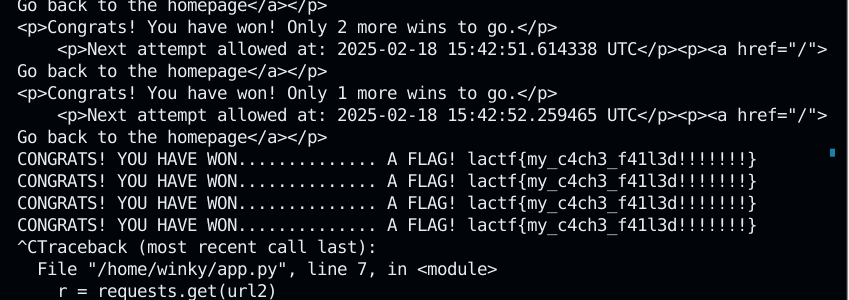 Go back to the homepage</a></p>
<p>Congrats! You have won! Only 2 more wins to go.</p>
    <p>Next attempt allowed at: 2025-02-18 15:42:51.614338 UTC</p><p><a href="/">
Go back to the homepage</a></p>
<p>Congrats! You have won! Only 1 more wins to go.</p>
    <p>Next attempt allowed at: 2025-02-18 15:42:52.259465 UTC</p><p><a href="/">
Go back to the homepage</a></p>
CONGRATS! YOU HAVE WON.............. A FLAG! lactf{my_c4ch3_f41l3d!!!!!!!}
CONGRATS! YOU HAVE WON.............. A FLAG! lactf{my_c4ch3_f41l3d!!!!!!!}
CONGRATS! YOU HAVE WON.............. A FLAG! lactf{my_c4ch3_f41l3d!!!!!!!}
CONGRATS! YOU HAVE WON.............. A FLAG! lactf{my_c4ch3_f41l3d!!!!!!!}
^CTraceback (most recent call last):
  File "/home/winky/app.py", line 7, in <module>
    r = requests.get(url2)